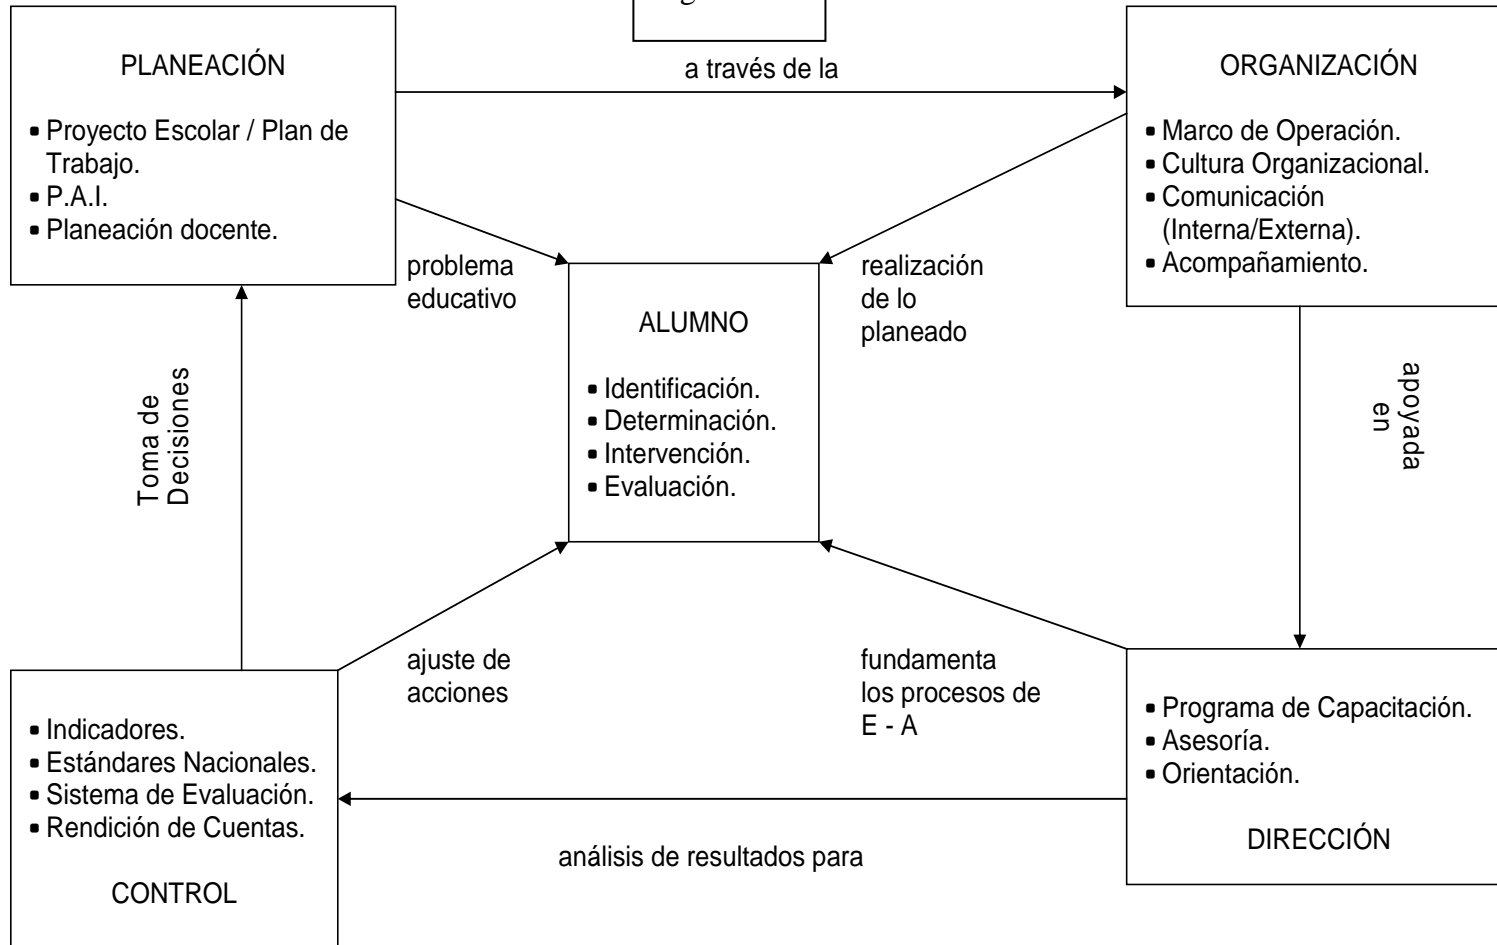 PLANEACIÓN
▪ Proyecto Escolar / Plan de
Trabajo.
▪ P.A.I.
▪ Planeación docente.
a través de la
ORGANIZACIÓN
▪ Marco de Operación.
▪ Cultura Organizacional.
▪ Comunicación
(Interna/Externa).
▪ Acompañamiento.
problema
educativo
realización
de lo
planeado
ALUMNO
▪ Identificación.
▪ Determinación.
▪ Intervención.
▪ Evaluación.
Toma de
Decisiones
apoyada
en
ajuste de
acciones
fundamenta
los procesos de
E - A
▪ Indicadores.
▪ Estándares Nacionales.
▪ Sistema de Evaluación.
▪ Rendición de Cuentas.
CONTROL
análisis de resultados para
▪ Programa de Capacitación.
▪ Asesoría.
▪ Orientación.
DIRECCIÓN